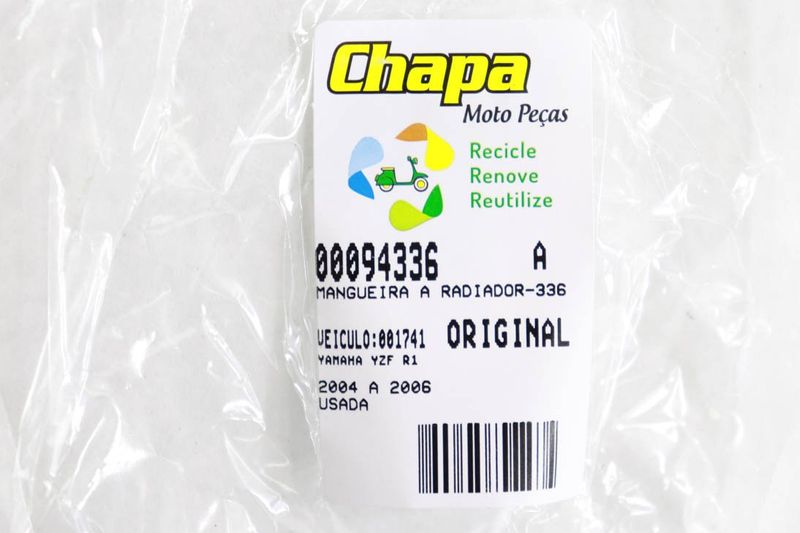 Chapa
Moto Peças
Recicle
Renove
Reutilize
00094336 A
MANGUEIRA A RADIADOR-336
VEICULO:001741 ORIGINAL
YAMAHA YZF R1
2004 A 2006
USADA